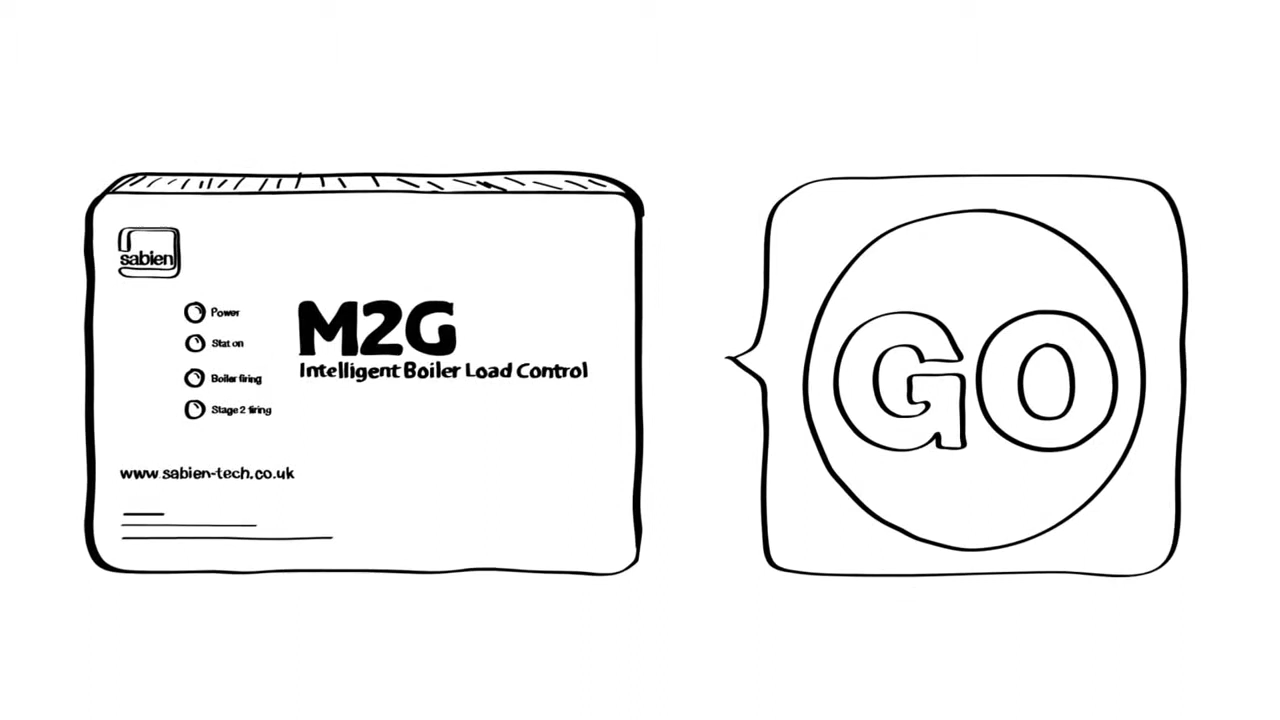 sabien
Power
Stat on
Boiler firing
Stage 2 firing
M2G
Intelligent Boiler Load Control
www.sabien-tech.co.uk
GO